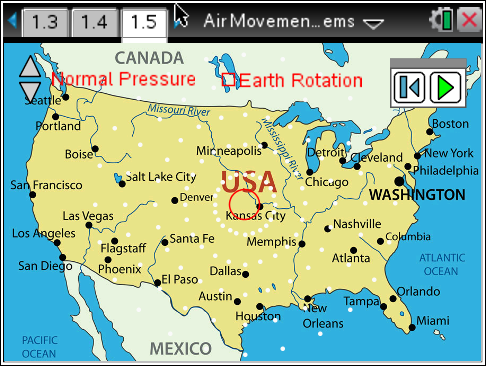 1.3 1.4 1.5 AirMovemen...ems
CANADA
Normal Pressure Earth Rotation
Seattle
Missouri River
Portland
Mississippi River
Boston
Boise
Minneapolis
Detroit
Cleveland
New York
Philadelphia
Salt Lake City
Chicago
USA
San Francisco
Denver
WASHINGTON
Kansas City
Las Vegas
Nashville
Los Angeles
Flagstaff
Santa Fe
Memphis
Columbia
San Diego
Phoenix
Atlanta
ATLANTIC
OCEAN
El Paso
Dallas
Austin
Orlando
Houston
New
Orleans
Tampa
Miami
PACIFIC
OCEAN
MEXICO